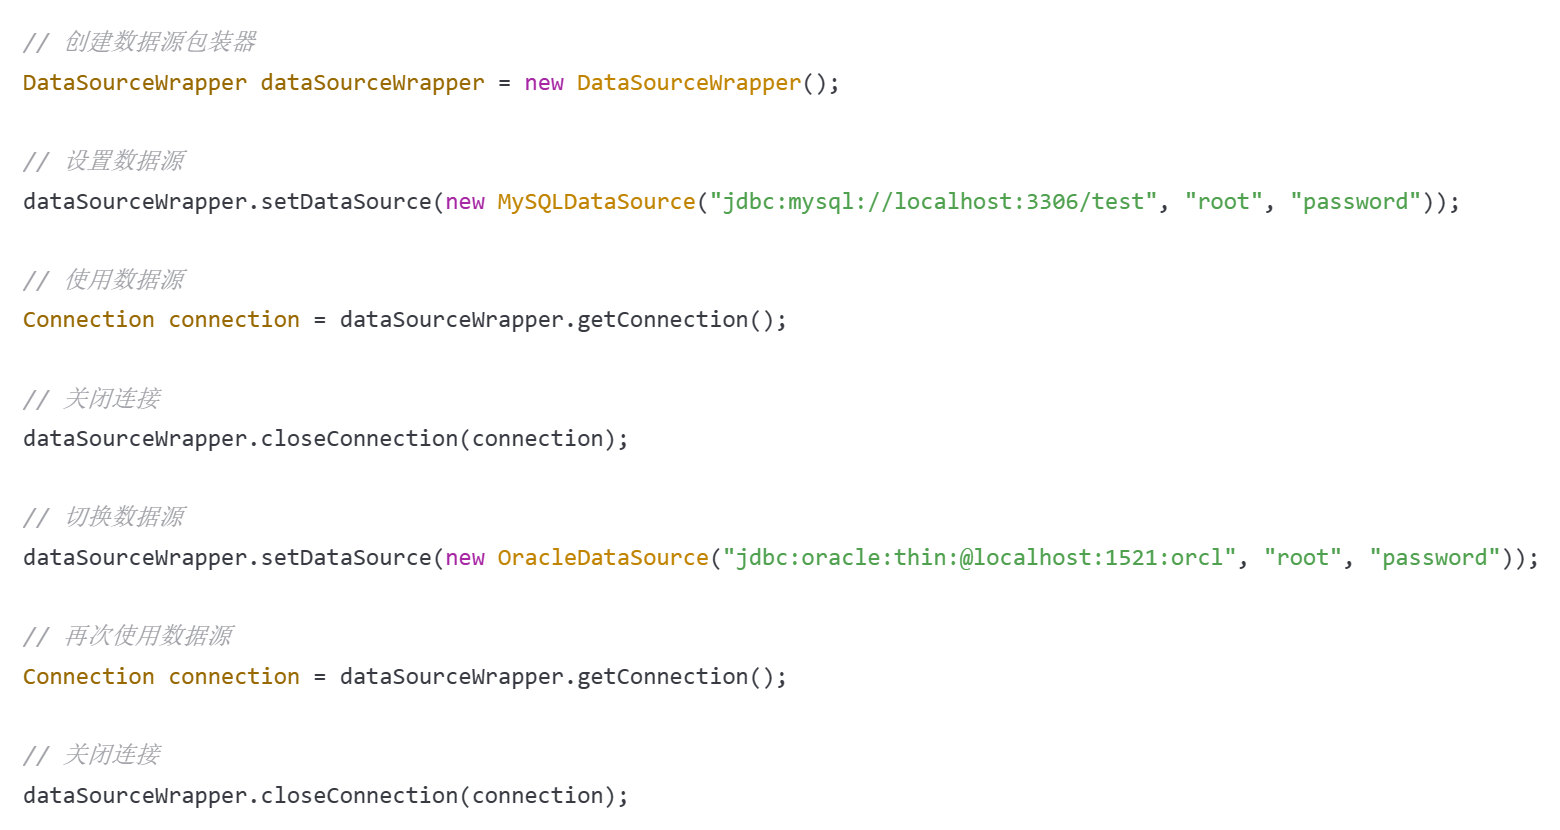 // 创建数据源包装器
DataSourceWrapper dataSourceWrapper = new DataSourceWrapper();
// 设置数据源
dataSourceWrapper.setDataSource(new MySQLDataSource("jdbc:mysql://localhost:3306/test", "root", "password"));
// 使用数据源
Connection connection = dataSourceWrapper.getConnection();
// 关闭连接
dataSourceWrapper.closeConnection(connection);
// 切换数据源
dataSourceWrapper.setDataSource(new OracleDataSource("jdbc:oracle:thin:@localhost:1521:orcl", "root", "password"));
// 再次使用数据源
Connection connection = dataSourceWrapper.getConnection();
// 关闭连接
dataSourceWrapper.closeConnection(connection);